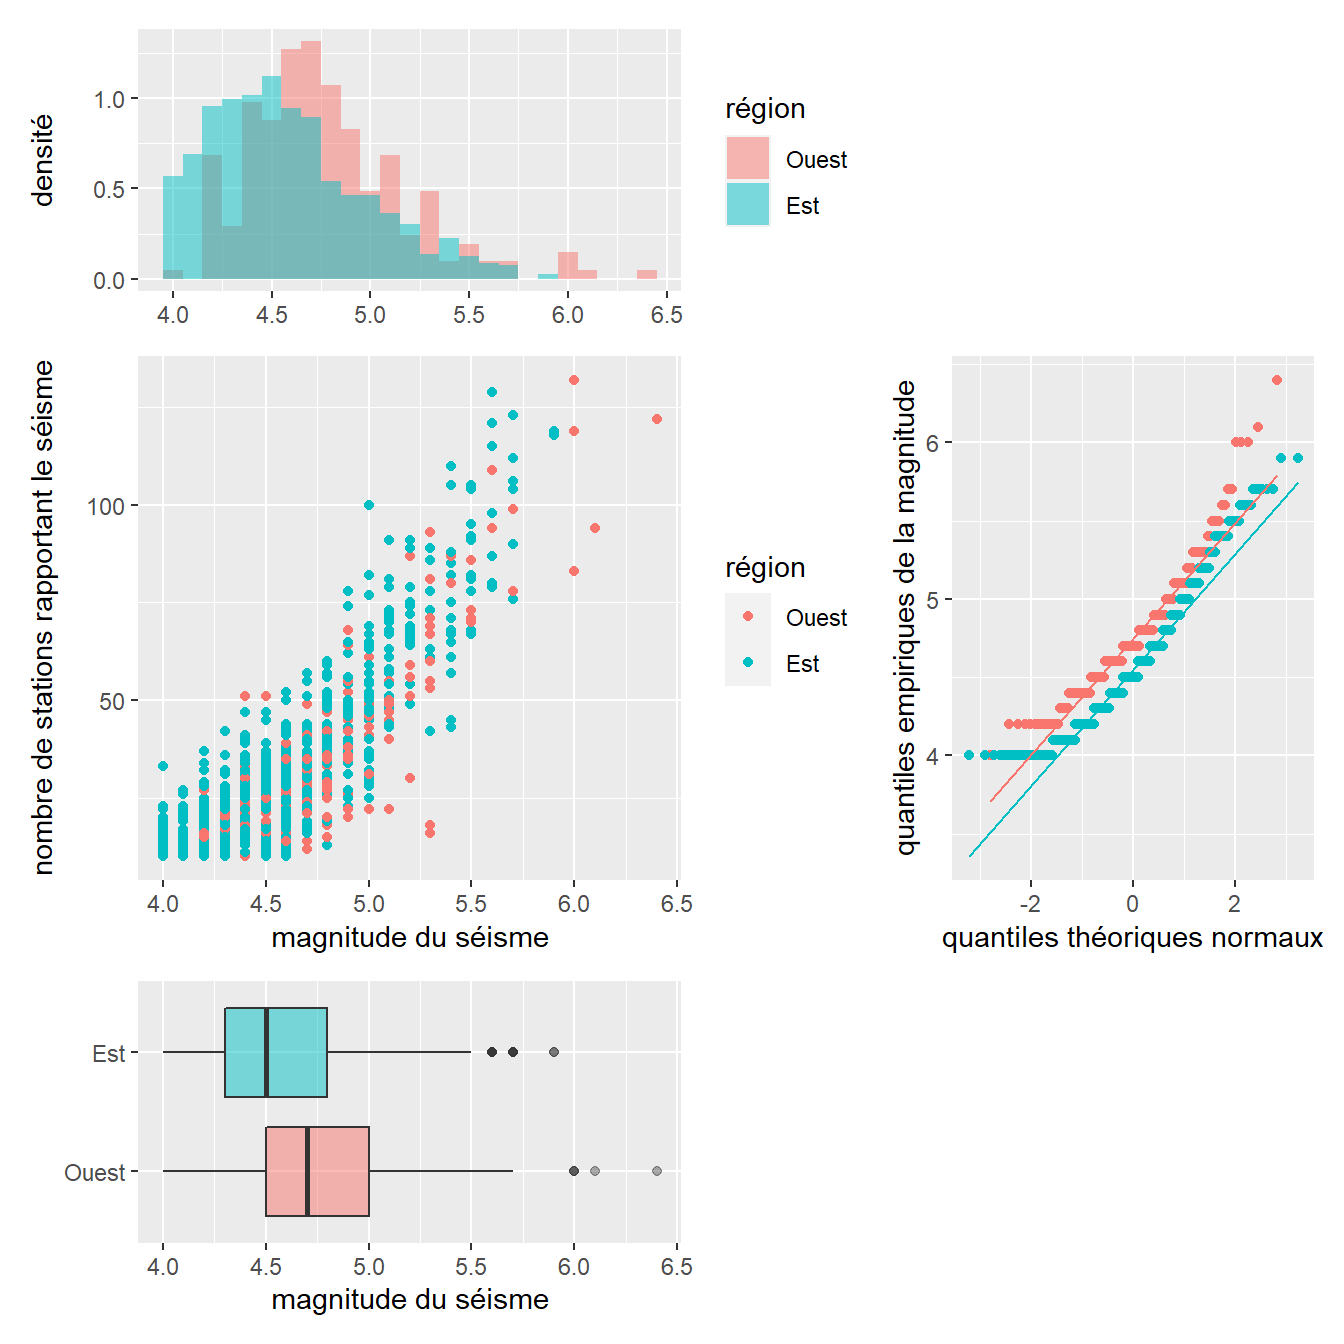 densité
1.0
0.5
0.0
4.0 4.5 5.0 5.5 6.0 6.5
région
Ouest
Est
nombre de stations rapportant le séisme
100
50
4.0 4.5 5.0 5.5 6.0 6.5
magnitude du séisme
région
Ouest
Est
quantiles empiriques de la magnitude
6
5
4
-2 0 2
quantiles théoriques normaux
Est
Ouest
4.0 4.5 5.0 5.5 6.0 6.5
magnitude du séisme